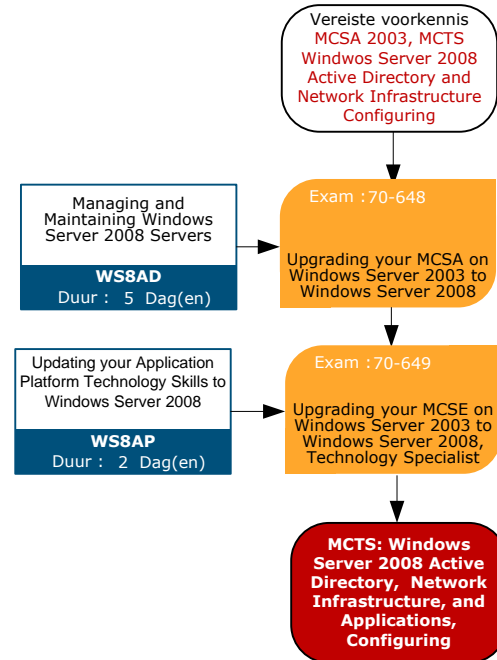 Vereiste voorkennis
MCSA 2003, MCTS
Windwos Server 2008
Active Directory and
Network Infrastructure
Configuring
Managing and
Maintaining Windows
Server 2008 Servers
WS8AD
Duur : 5 Dag(en)
Exam :70-648
Upgrading your MCSA on
Windows Server 2003 to
Windows Server 2008
Updating your Application
Platform Technology Skills to
Windows Server 2008
WS8AP
Duur : 2 Dag(en)
Exam :70-649
Upgrading your MCSE on
Windows Server 2003 to
Windows Server 2008,
Technology Specialist
MCTS: Windows
Server 2008 Active
Directory, Network
Infrastructure, and
Applications,
Configuring